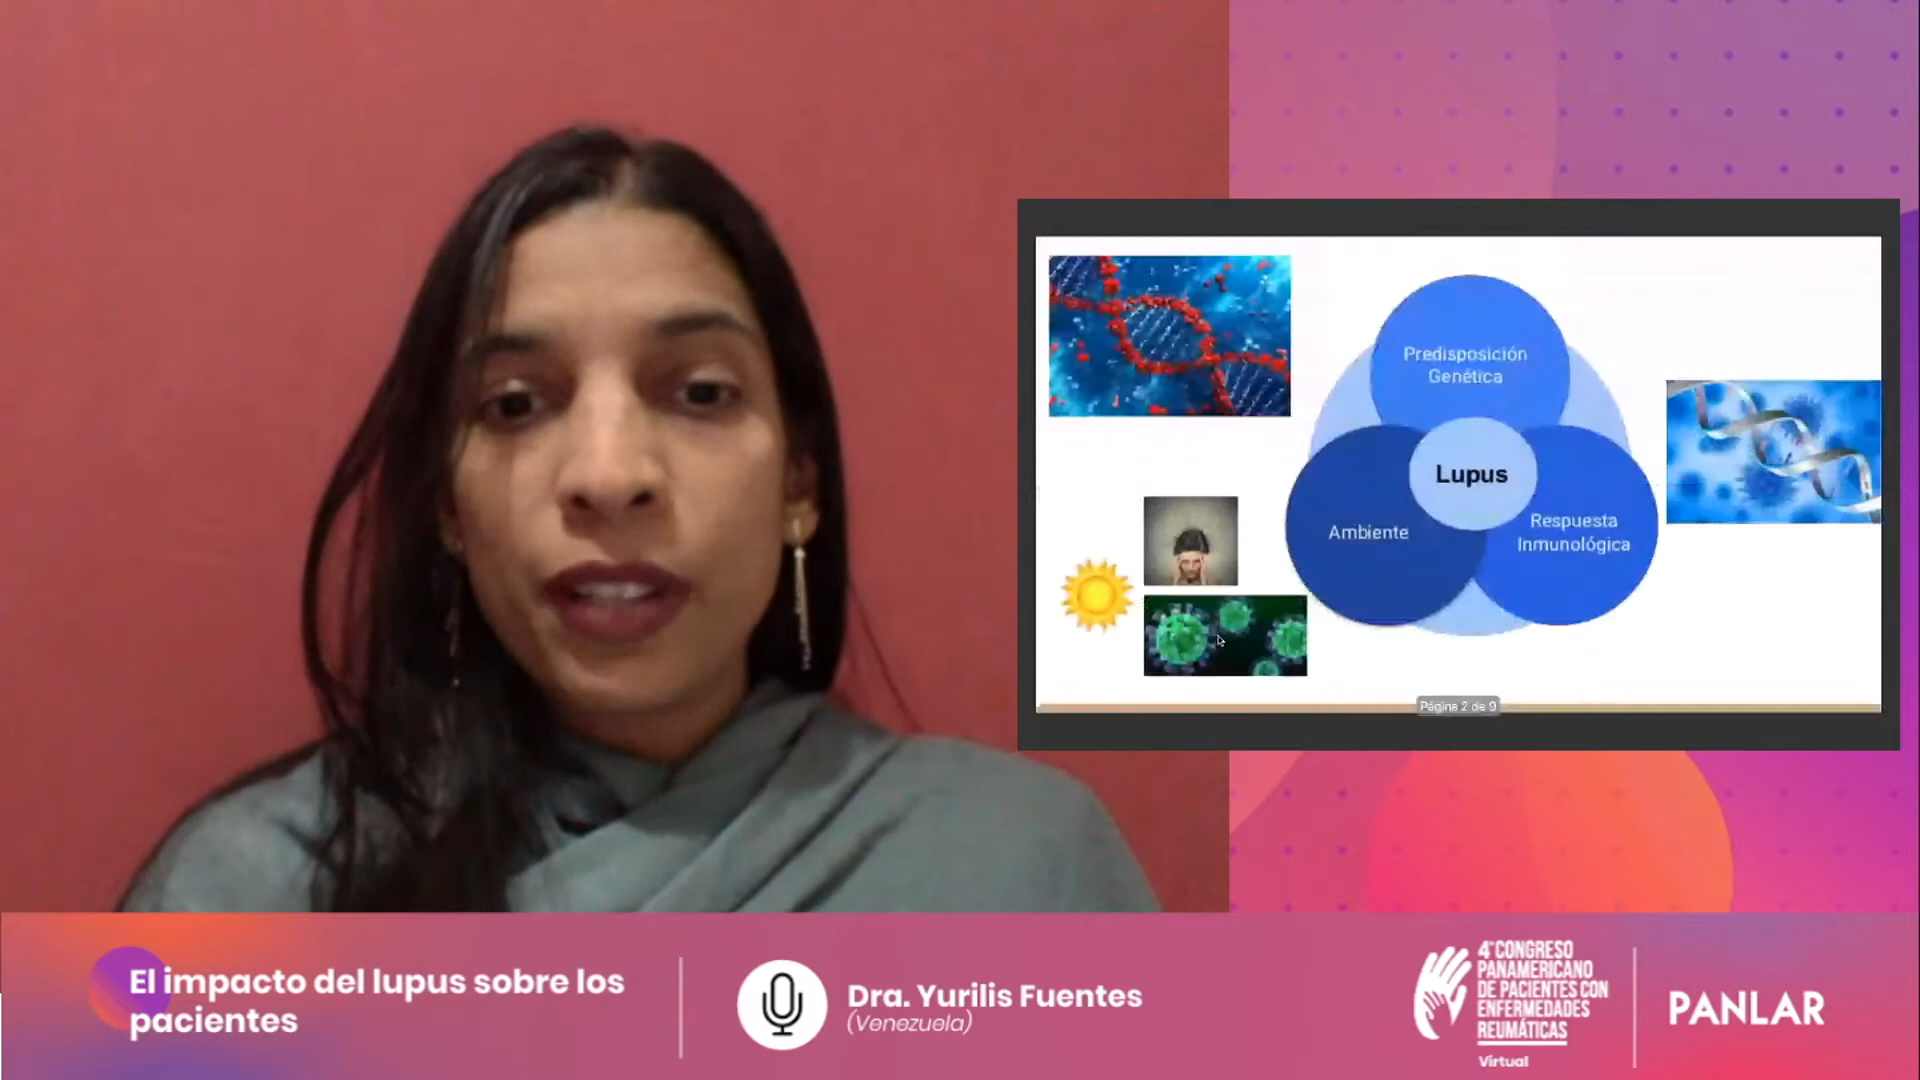 Predisposición
Genética
Lupus
Ambiente
Respuesta
Inmunológica
Página 2 de 9
El impacto del lupus sobre los
pacientes
Dra. Yurilis Fuentes
(Venezuela)
4°CONGRESO
PANAMERICANO
DE PACIENTES CON
ENFERMEDADES
REUMÁTICAS
Virtual
PANLAR